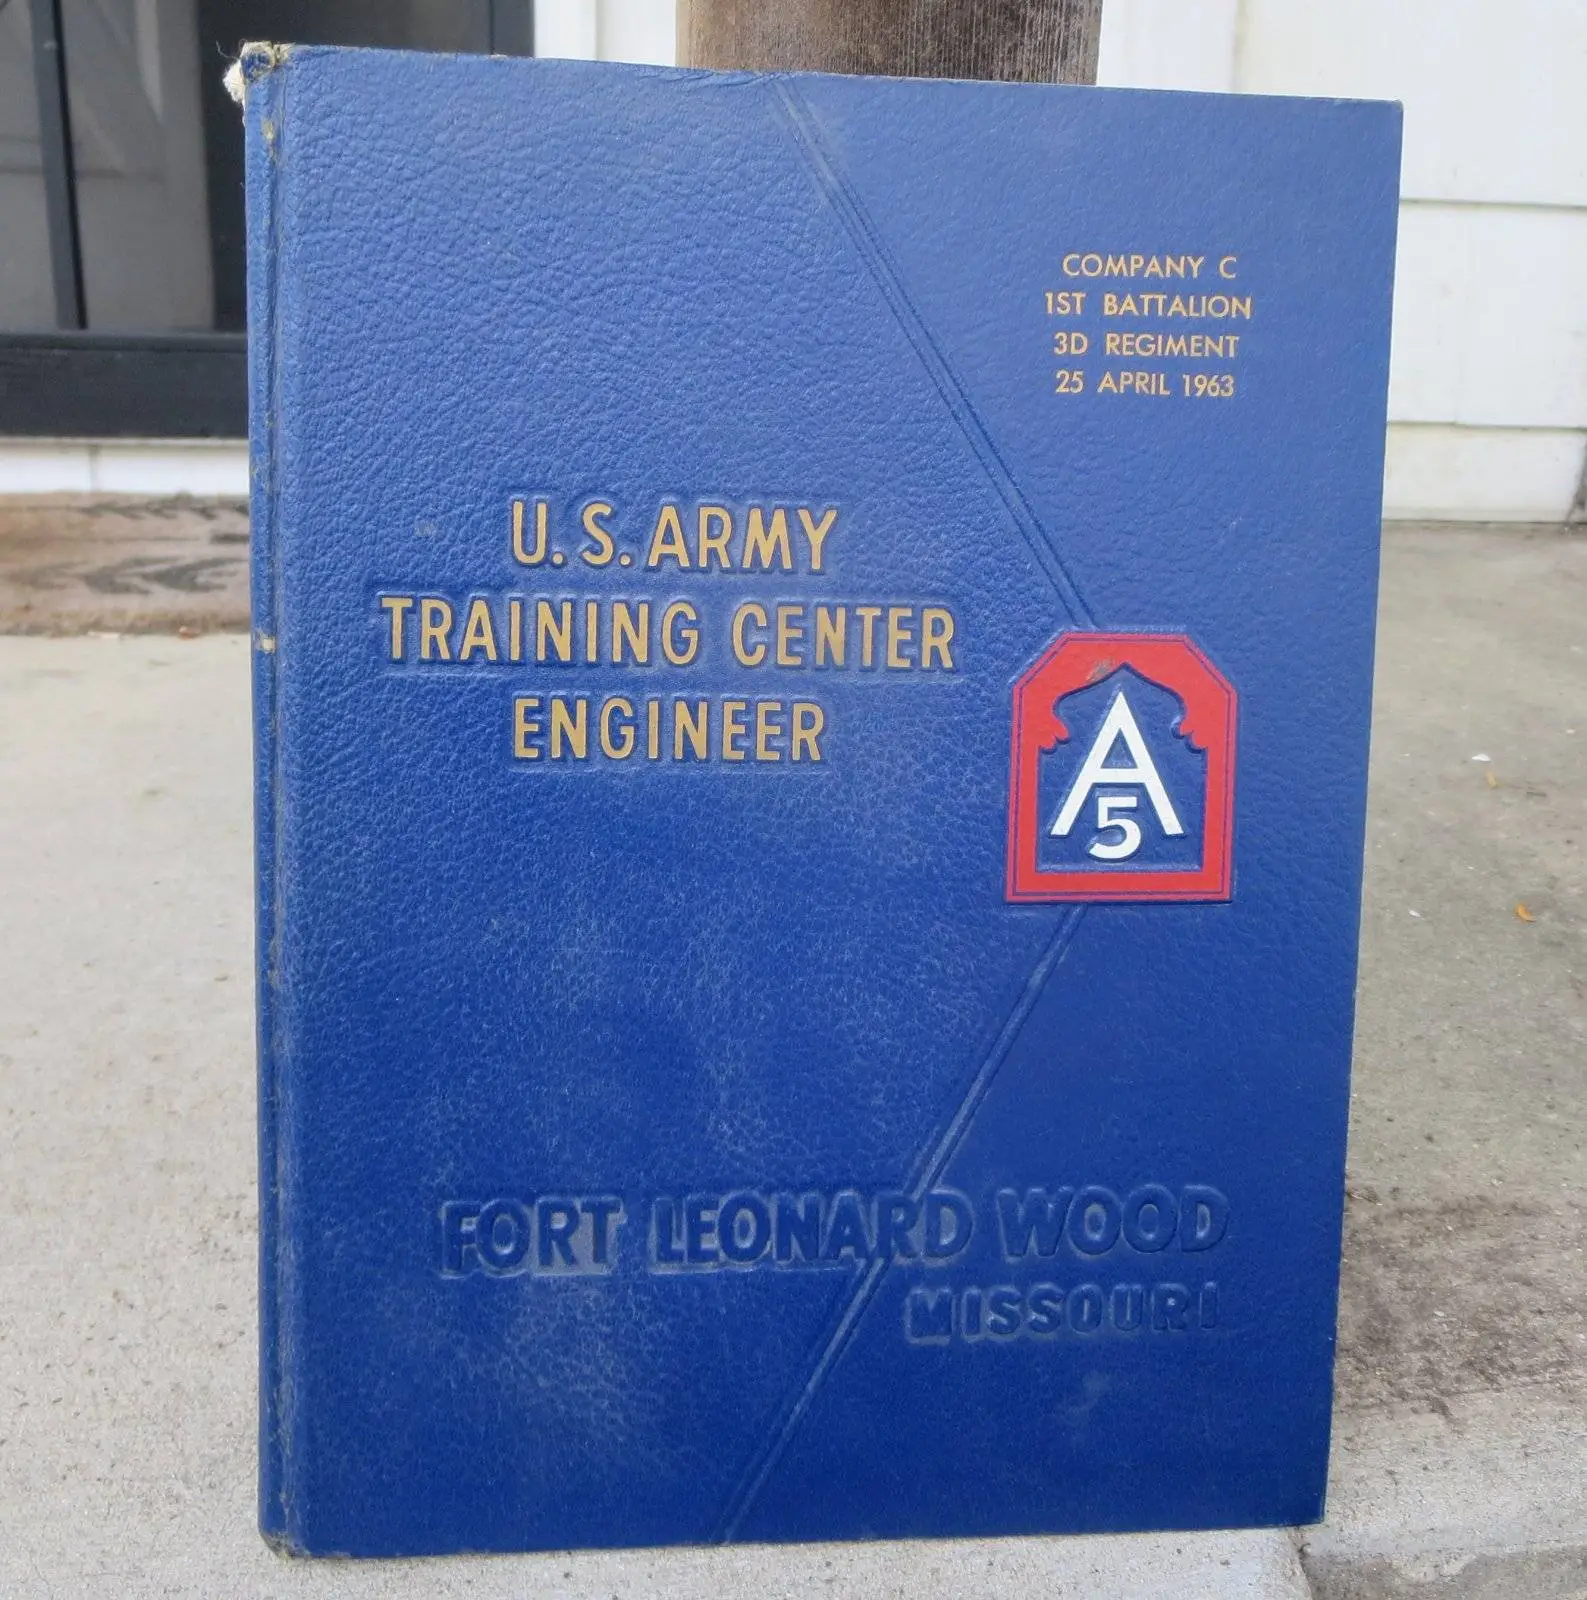 COMPANY C
1ST BATTALION
3D REGIMENT
25 APRIL 1963
U.S. ARMY
TRAINING CENTER
ENGINEER
A
5
FORT LEONARD WOOD
MISSOURI